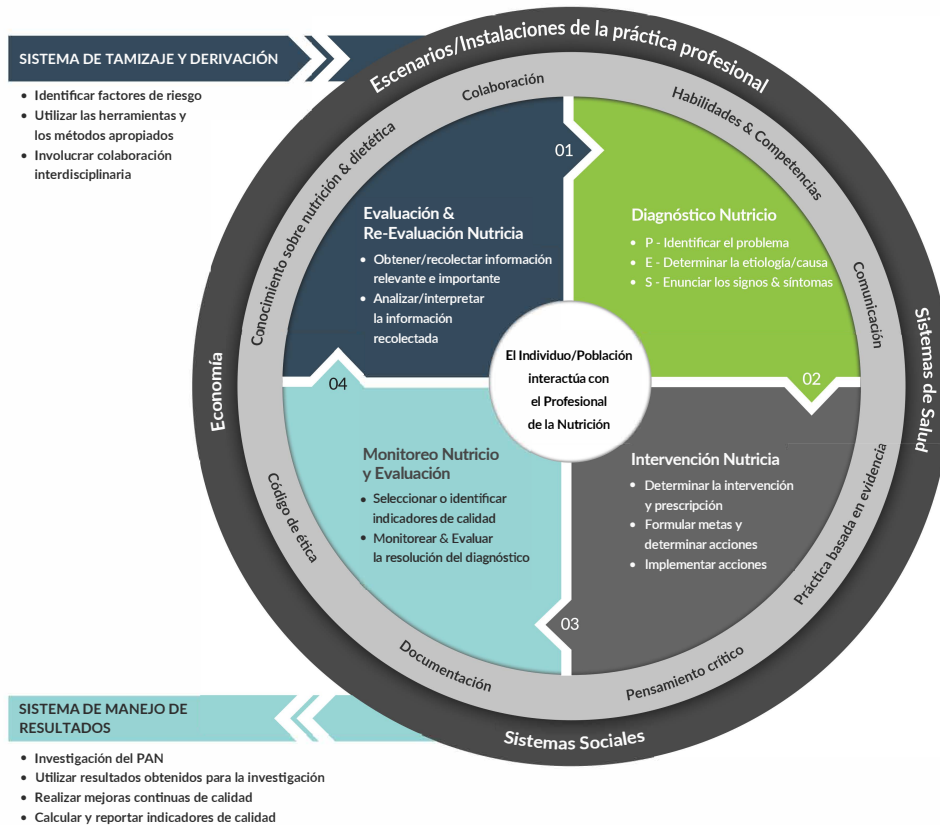 SISTEMA DE TAMIZAJE Y DERIVACIÓN
• Identificar factores de riesgo
• Utilizar las herramientas y
los métodos apropiados
• Involucrar colaboración
interdisciplinaria
Escenarios/Instalaciones de la práctica profesional
Sistemas de Salud
Sistemas Sociales
Economía
Colaboración
Habilidades & Competencias
Comunicación
Práctica basada en evidencia
Pensamiento crítico
Documentación
Código de ética
Conocimiento sobre nutrición & dietética
01
Evaluación &
Re-Evaluación Nutricia
• Obtener/recolectar información
relevante e importante
• Analizar/interpretar
la información
recolectada
Diagnóstico Nutricio
• P - Identificar el problema
• E - Determinar la etiología/causa
• S - Enunciar los signos & síntomas
02
El Individuo/Población
interactúa con
el Profesional
de la Nutrición
Intervención Nutricia
• Determinar la intervención
y prescripción
• Formular metas y
determinar acciones
• Implementar acciones
03
04
Monitoreo Nutricio
y Evaluación
• Seleccionar o identificar
indicadores de calidad
• Monitorear & Evaluar
la resolución del diagnóstico
SISTEMA DE MANEJO DE
RESULTADOS
• Investigación del PAN
• Utilizar resultados obtenidos para la investigación
• Realizar mejoras continuas de calidad
• Calcular y reportar indicadores de calidad